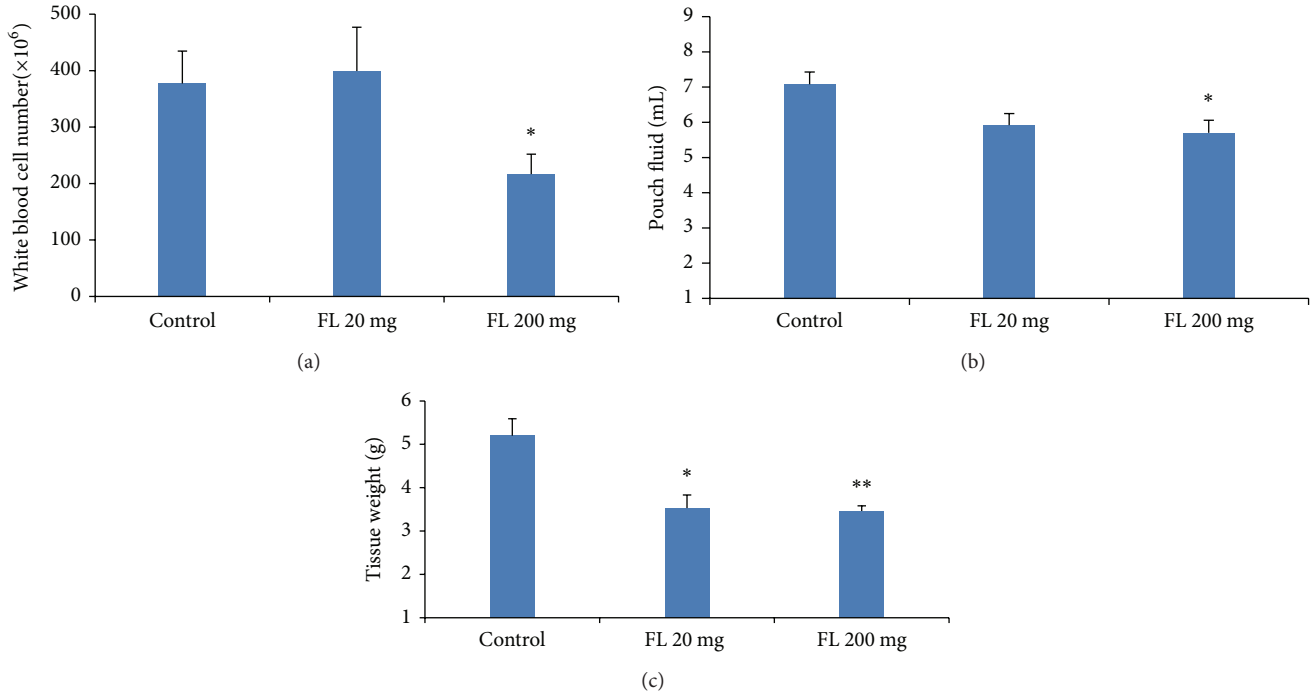 White blood cell number(×10⁶)
500
400
300
200
100
0
*
Control
FL 20 mg
FL 200 mg
(a)
Pouch fluid (mL)
9
8
7
6
5
4
3
2
1
*
Control
FL 20 mg
FL 200 mg
(b)
Tissue weight (g)
6
5
4
3
2
1
*
**
Control
FL 20 mg
FL 200 mg
(c)